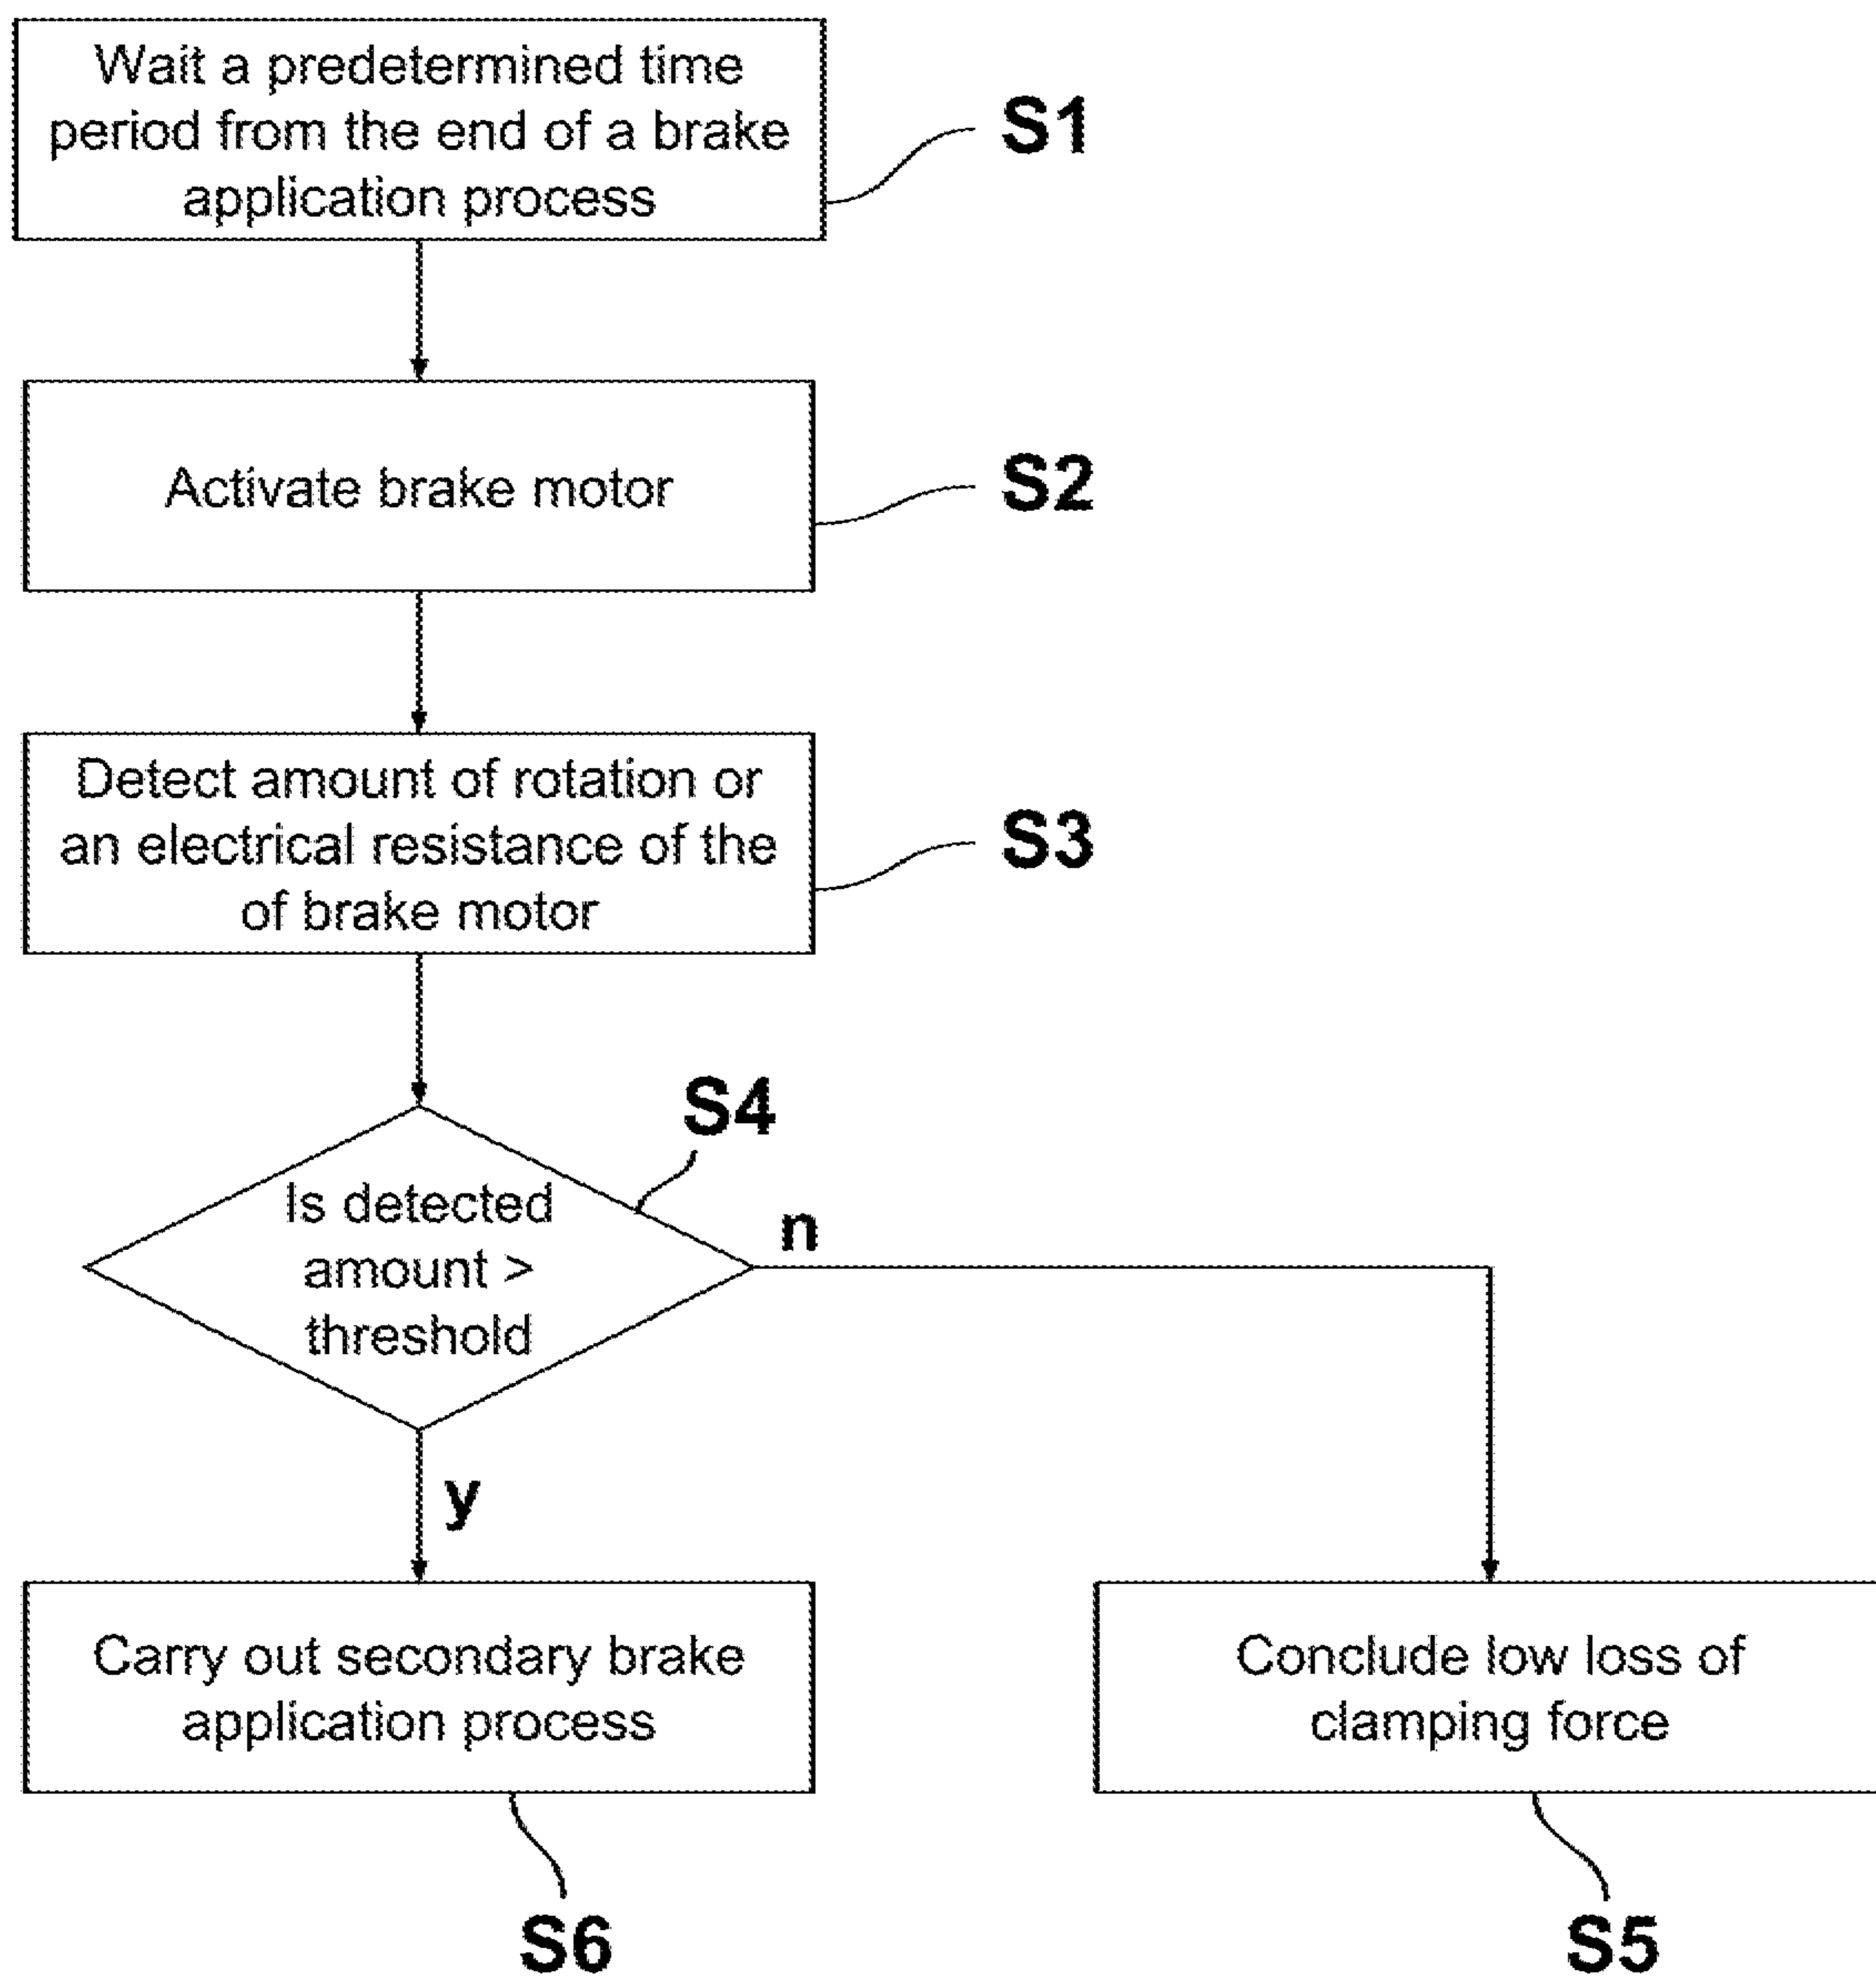 Wait a predetermined time
period from the end of a brake
application process
S1
Activate brake motor
S2
Detect amount of rotation or
an electrical resistance of the
of brake motor
S3
S4
Is detected
amount >
threshold
n
y
Carry out secondary brake
application process
Conclude low loss of
clamping force
S6
S5